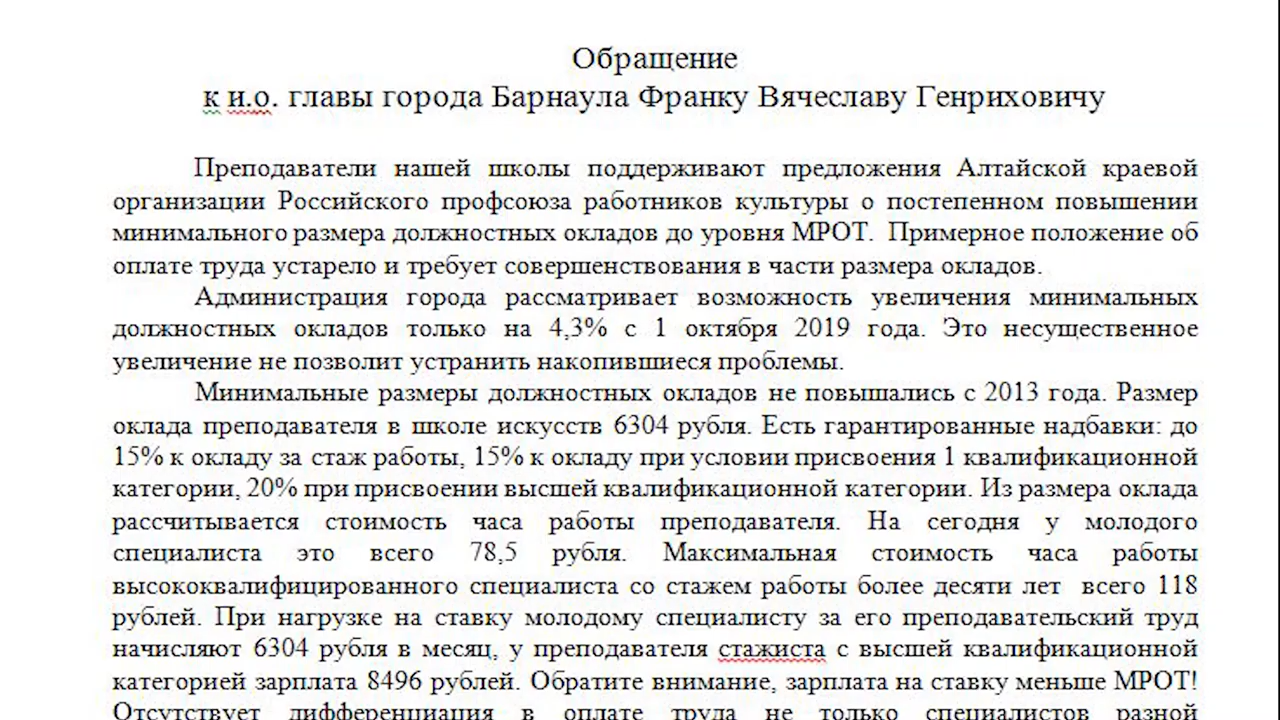 Обращение
к и.о. главы города Барнаула Франку Вячеславу Генриховичу
Преподаватели нашей школы поддерживают предложения Алтайской краевой
организации Российского профсоюза работников культуры о постепенном повышении
минимального размера должностных окладов до уровня МРОТ. Примерное положение об
оплате труда устарело и требует совершенствования в части размера окладов.
Администрация города рассматривает возможность увеличения минимальных
должностных окладов только на 4,3% с 1 октября 2019 года. Это несущественное
увеличение не позволит устранить накопившиеся проблемы.
Минимальные размеры должностных окладов не повышались с 2013 года. Размер
оклада преподавателя в школе искусств 6304 рубля. Есть гарантированные надбавки: до
15% к окладу за стаж работы, 15% к окладу при условии присвоения 1 квалификационной
категории, 20% при присвоении высшей квалификационной категории. Из размера оклада
рассчитывается стоимость часа работы преподавателя. На сегодня у молодого
специалиста это всего 78,5 рубля. Максимальная стоимость часа работы
высококвалифицированного специалиста со стажем работы более десяти лет всего 118
рублей. При нагрузке на ставку молодому специалисту за его преподавательский труд
начисляют 6304 рубля в месяц, у преподавателя стажиста с высшей квалификационной
категорией зарплата 8496 рублей. Обратите внимание, зарплата на ставку меньше МРОТ!
Отсутствует дифференциация в оплате труда не только специалистов разной